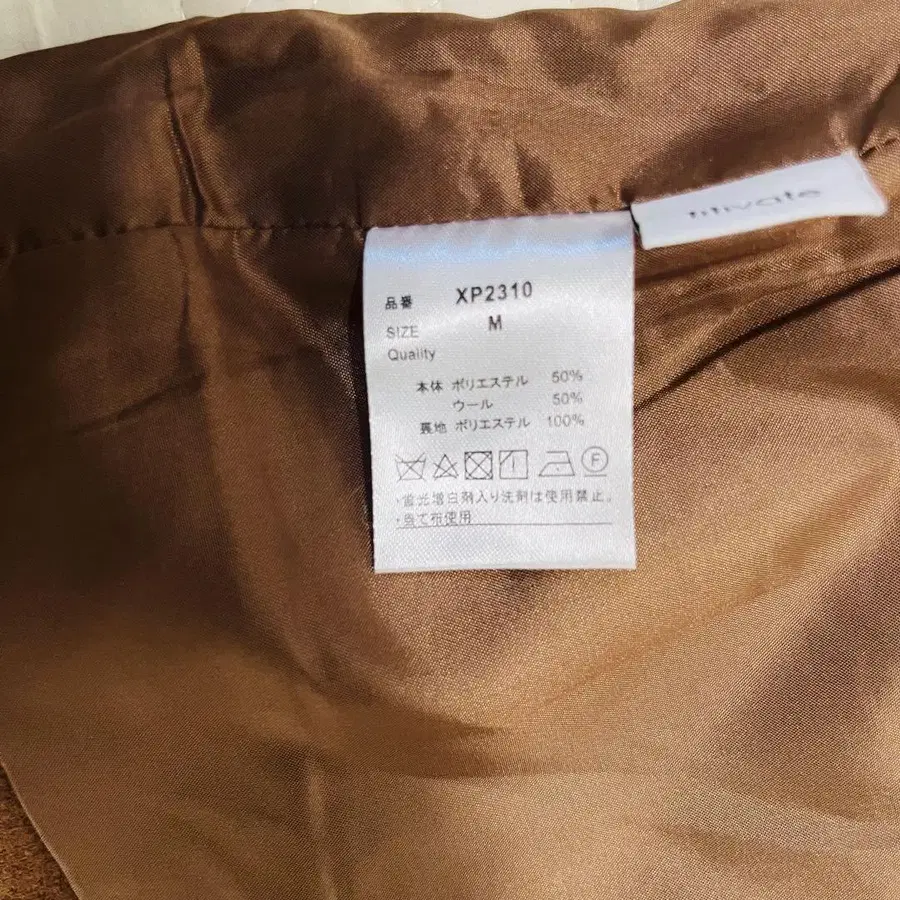 品番 XP2310
SIZE M
Quality
本体 ポリエステル 50%
ウール 50%
裏地 ポリエステル 100%
F
・蛍光増白剤入り洗剤は使用禁止。
・当て布使用